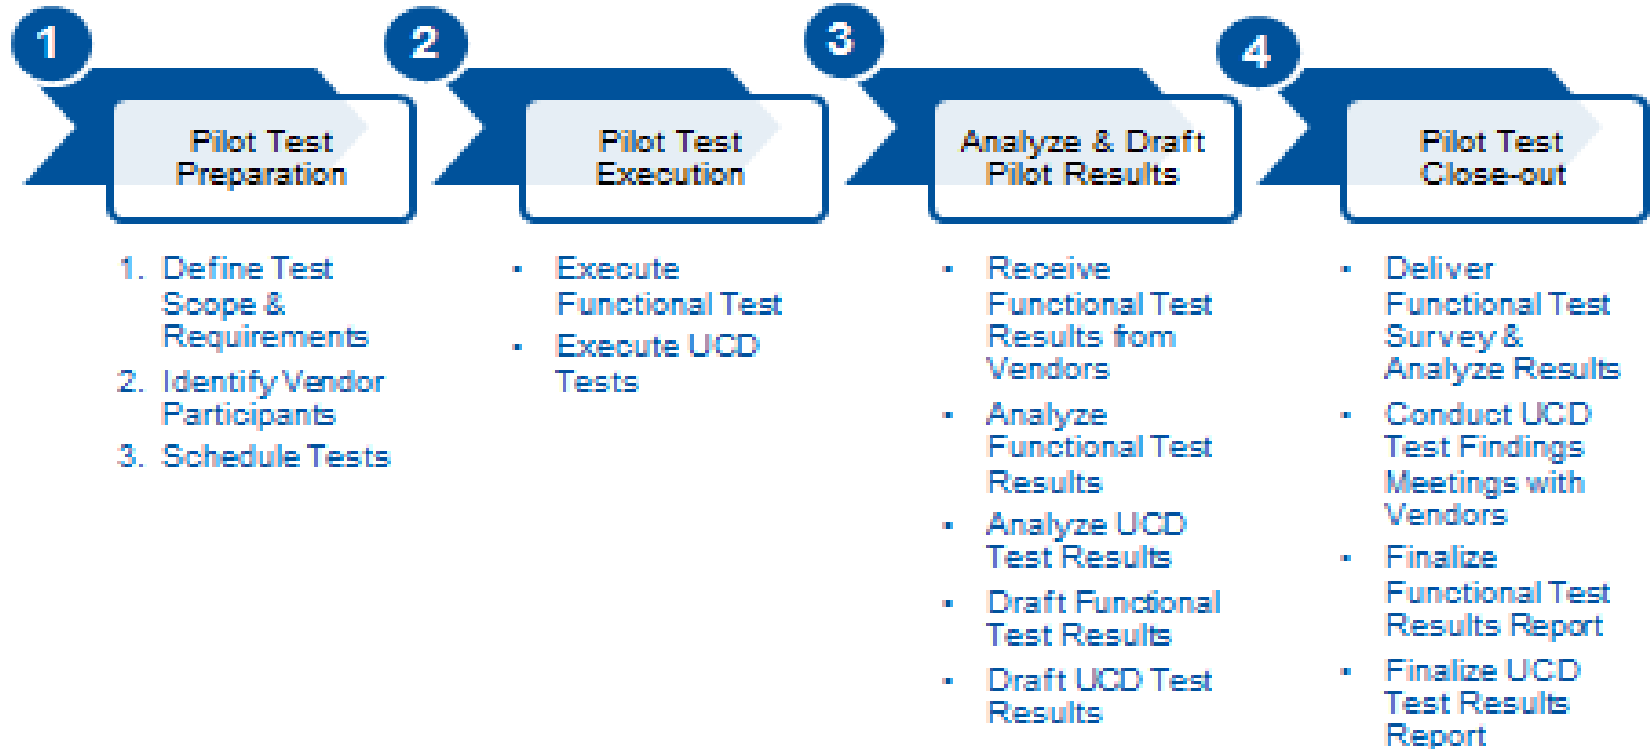 1
Pilot Test
Preparation
1. Define Test
Scope &
Requirements
2. Identify Vendor
Participants
3. Schedule Tests
2
Pilot Test
Execution
• Execute
Functional Test
• Execute UCD
Tests
3
Analyze & Draft
Pilot Results
• Receive
Functional Test
Results from
Vendors
• Analyze
Functional Test
Results
• Analyze UCD
Test Results
• Draft Functional
Test Results
• Draft UCD Test
Results
4
Pilot Test
Close-out
• Deliver
Functional Test
Survey &
Analyze Results
• Conduct UCD
Test Findings
Meetings with
Vendors
• Finalize
Functional Test
Results Report
• Finalize UCD
Test Results
Report